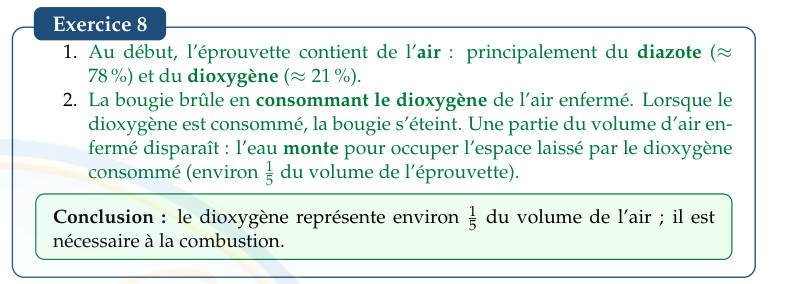 Exercice 8
1. Au début, l'éprouvette contient de l'air : principalement du diazote (≈
78 %) et du dioxygène (≈ 21 %).
2. La bougie brûle en consommant le dioxygène de l'air enfermé. Lorsque le
dioxygène est consommé, la bougie s'éteint. Une partie du volume d'air en-
fermé disparaît : l'eau monte pour occuper l'espace laissé par le dioxygène
consommé (environ 1/5 du volume de l'éprouvette).
Conclusion : le dioxygène représente environ 1/5 du volume de l'air ; il est
nécessaire à la combustion.